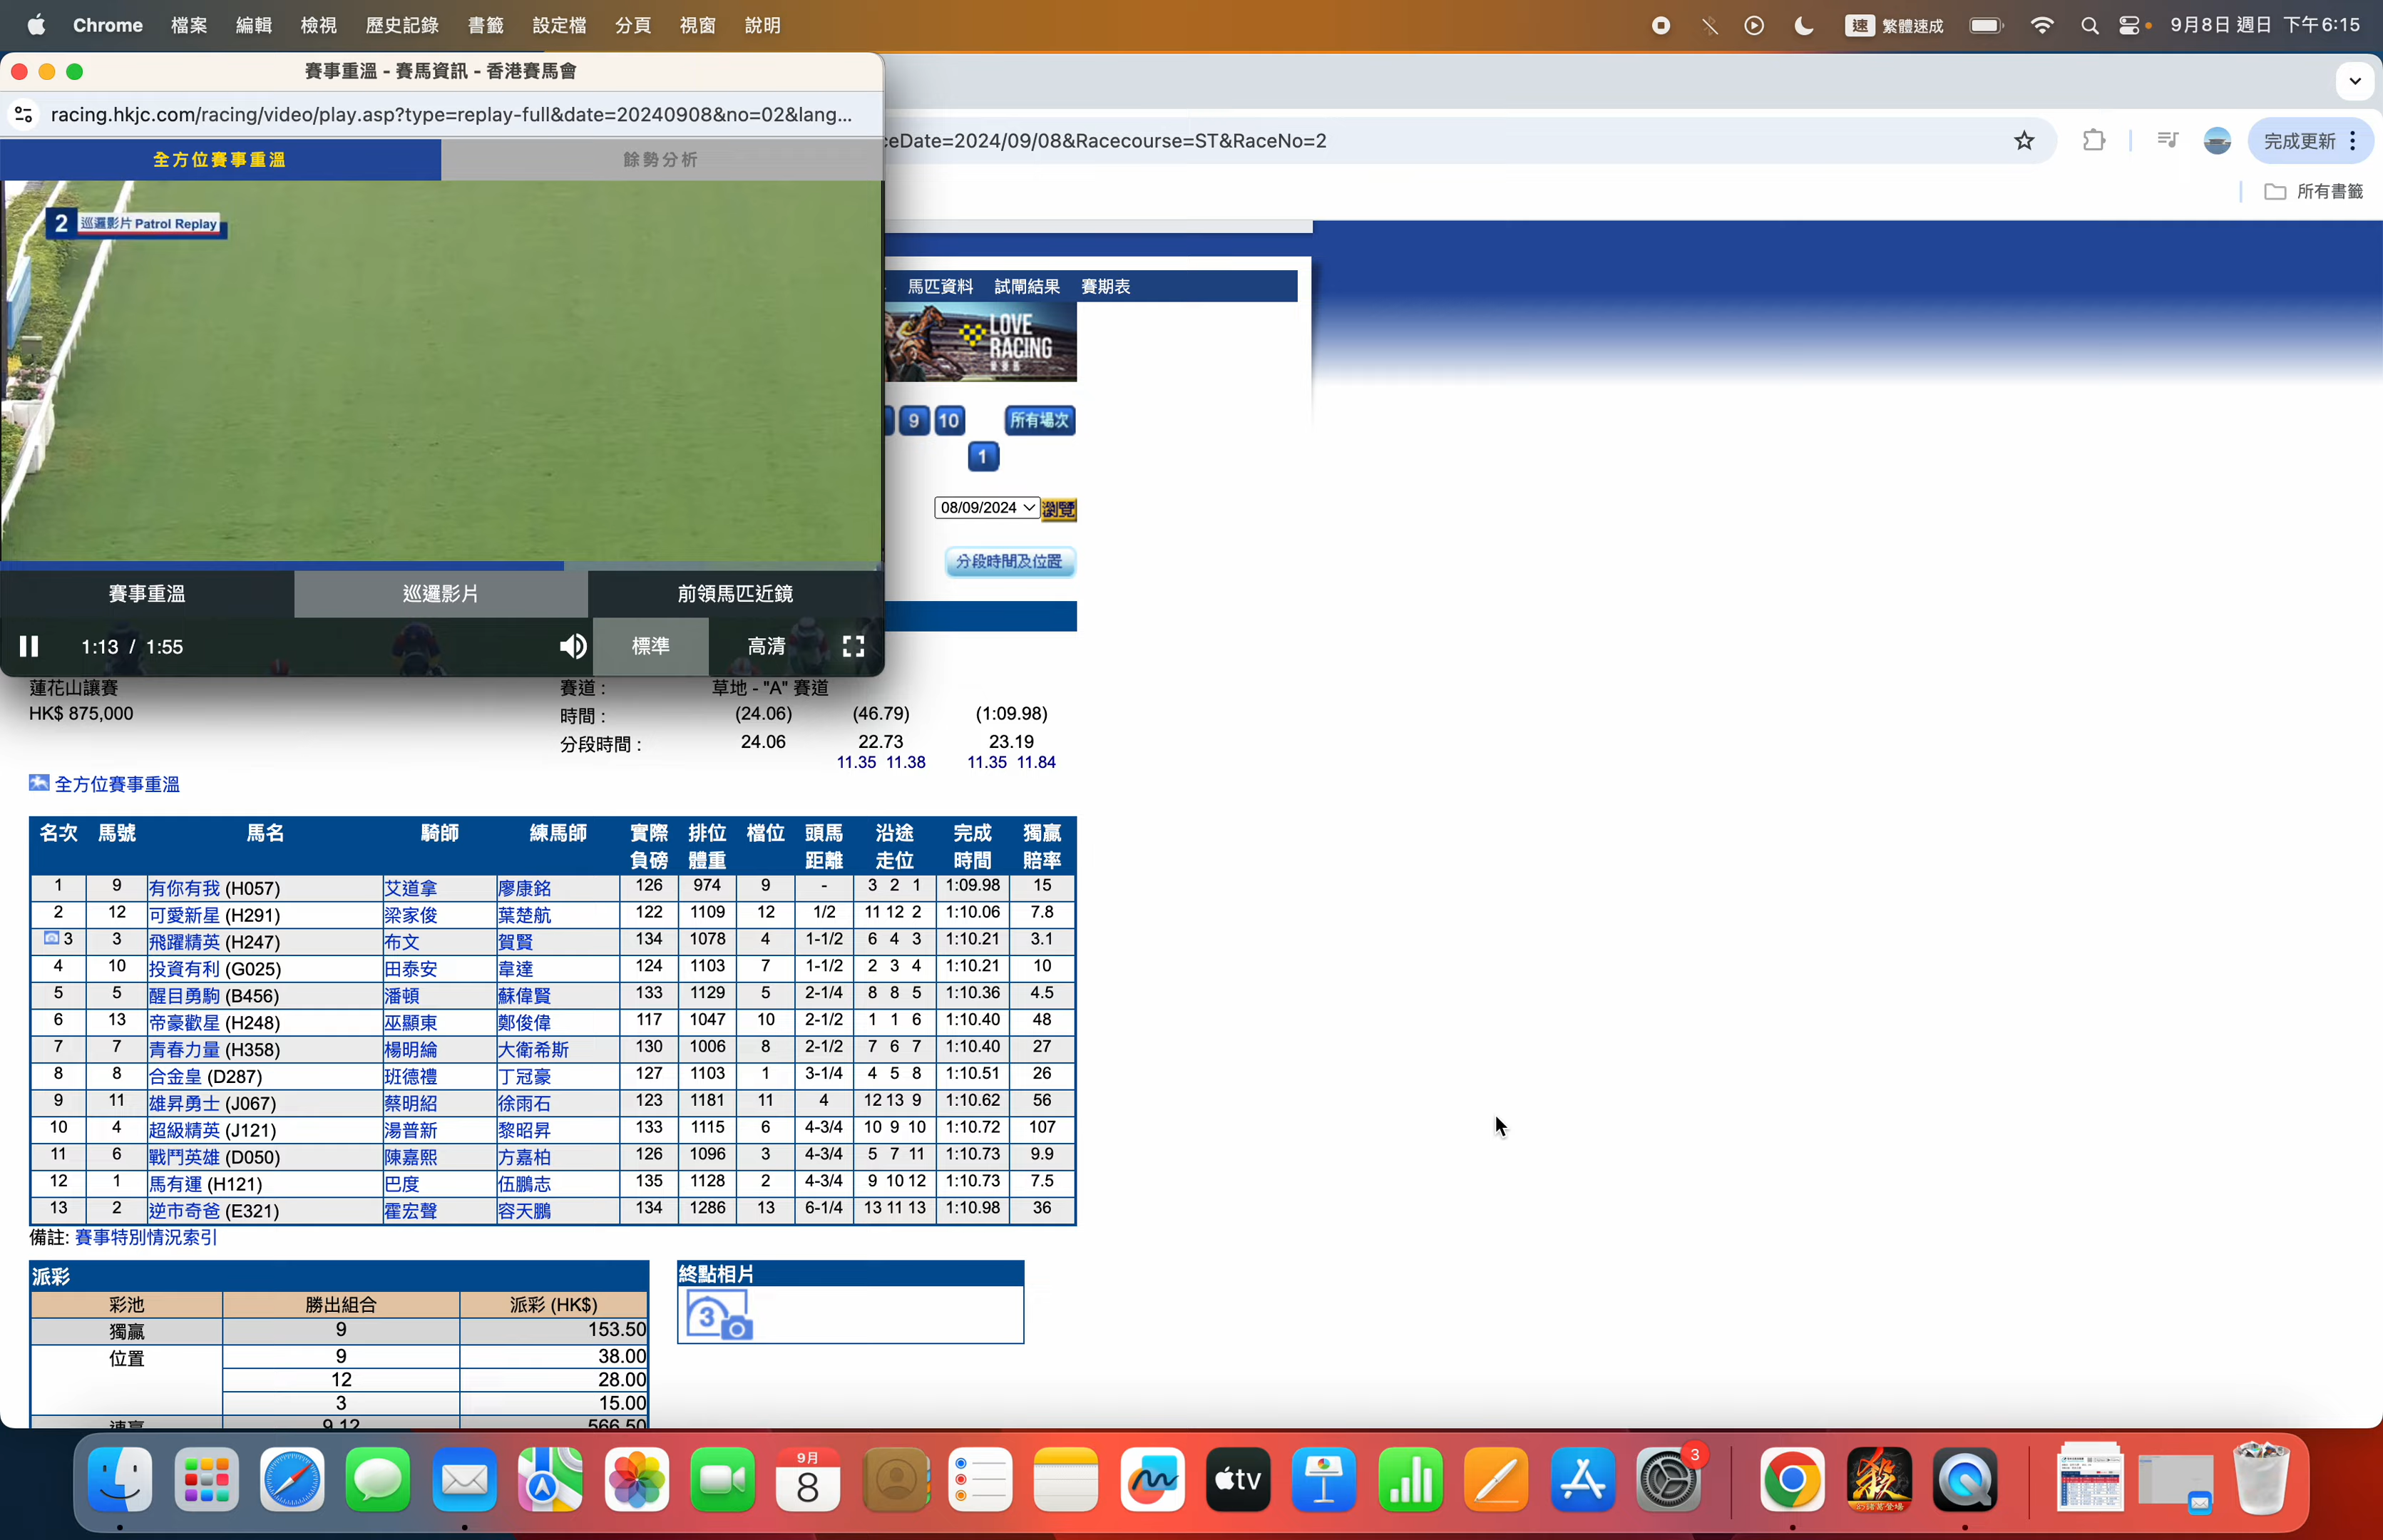 Chrome 檔案 編輯 檢視 歷史記錄 書籤 設定檔 分頁 視窗 說明 速 繁體速成 9月8日 週日 下午6:15
賽事重溫 - 賽馬資訊 - 香港賽馬會
racing.hkjc.com/racing/video/play.asp?type=replay-full&date=20240908&no=02&lang...
ceDate=2024/09/08&Racecourse=ST&RaceNo=2 完成更新
所有書籤
全方位賽事重溫 餘勢分析
2 巡邏影片 Patrol Replay
馬匹資料 試閘結果 賽期表
LOVE
RACING
9 10 所有場次
1
08/09/2024 瀏覽
分段時間及位置
賽事重溫 巡邏影片 前領馬匹近鏡
1:13 / 1:55 標準 高清
蓮花山讓賽 賽道 : 草地 - "A" 賽道
HK$ 875,000 時間 : (24.06) (46.79) (1:09.98)
分段時間 : 24.06 22.73 23.19
11.35 11.38 11.35 11.84
全方位賽事重溫
名次 馬號 馬名 騎師 練馬師 實際負磅 排位體重 檔位 頭馬距離 沿途走位 完成時間 獨贏賠率
1 9 有你有我 (H057) 艾道拿 廖康銘 126 974 9 - 3 2 1 1:09.98 15
2 12 可愛新星 (H291) 梁家俊 葉楚航 122 1109 12 1/2 11 12 2 1:10.06 7.8
3 3 飛躍精英 (H247) 布文 賀賢 134 1078 4 1-1/2 6 4 3 1:10.21 3.1
4 10 投資有利 (G025) 田泰安 韋達 124 1103 7 1-1/2 2 3 4 1:10.21 10
5 5 醒目勇駒 (B456) 潘頓 蘇偉賢 133 1129 5 2-1/4 8 8 5 1:10.36 4.5
6 13 帝豪歡星 (H248) 巫顯東 鄭俊偉 117 1047 10 2-1/2 1 1 6 1:10.40 48
7 7 青春力量 (H358) 楊明綸 大衛希斯 130 1006 8 2-1/2 7 6 7 1:10.40 27
8 8 合金皇 (D287) 班德禮 丁冠豪 127 1103 1 3-1/4 4 5 8 1:10.51 26
9 11 雄昇勇士 (J067) 蔡明紹 徐雨石 123 1181 11 4 12 13 9 1:10.62 56
10 4 超級精英 (J121) 湯普新 黎昭昇 133 1115 6 4-3/4 10 9 10 1:10.72 107
11 6 戰鬥英雄 (D050) 陳嘉熙 方嘉柏 126 1096 3 4-3/4 5 7 11 1:10.73 9.9
12 1 馬有運 (H121) 巴度 伍鵬志 135 1128 2 4-3/4 9 10 12 1:10.73 7.5
13 2 逆市奇爸 (E321) 霍宏聲 容天鵬 134 1286 13 6-1/4 13 11 13 1:10.98 36
備註: 賽事特別情況索引
派彩 終點相片
彩池 勝出組合 派彩 (HK$)
3
獨贏 9 153.50
位置 9 38.00
12 28.00
3 15.00
連贏 9,12 566.50
9月
8
tv
3
殺